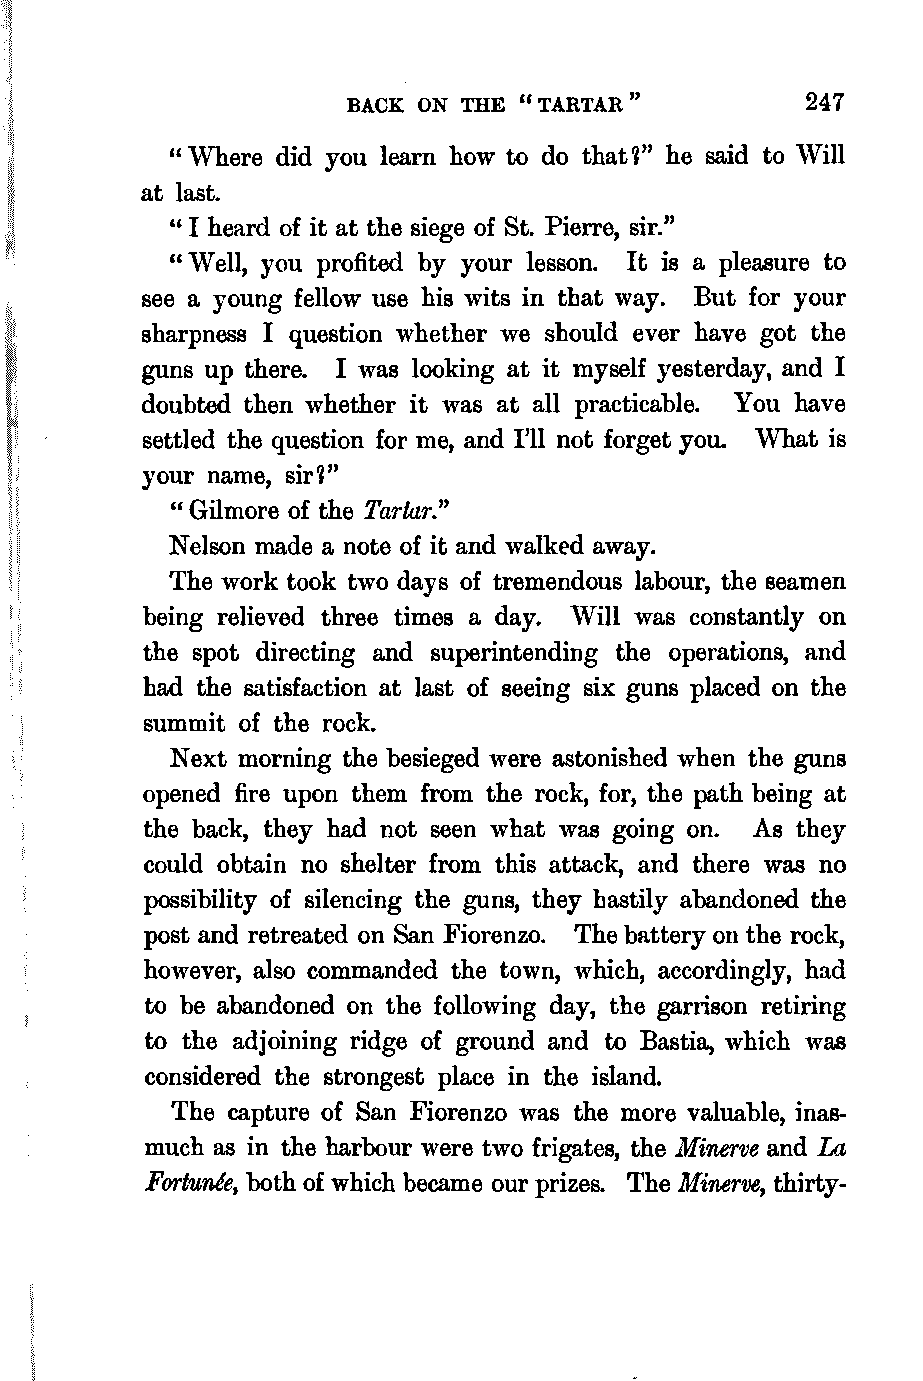 BACK ON THE "TARTAR" 247
"Where did you learn how to do that?" he said to Will
at last.
"I heard of it at the siege of St. Pierre, sir."
"Well, you profited by your lesson. It is a pleasure to
see a young fellow use his wits in that way. But for your
sharpness I question whether we should ever have got the
guns up there. I was looking at it myself yesterday, and I
doubted then whether it was at all practicable. You have
settled the question for me, and I'll not forget you. What is
your name, sir?"
"Gilmore of the Tartar."
Nelson made a note of it and walked away.
The work took two days of tremendous labour, the seamen
being relieved three times a day. Will was constantly on
the spot directing and superintending the operations, and
had the satisfaction at last of seeing six guns placed on the
summit of the rock.
Next morning the besieged were astonished when the guns
opened fire upon them from the rock, for, the path being at
the back, they had not seen what was going on. As they
could obtain no shelter from this attack, and there was no
possibility of silencing the guns, they hastily abandoned the
post and retreated on San Fiorenzo. The battery on the rock,
however, also commanded the town, which, accordingly, had
to be abandoned on the following day, the garrison retiring
to the adjoining ridge of ground and to Bastia, which was
considered the strongest place in the island.
The capture of San Fiorenzo was the more valuable, inas-
much as in the harbour were two frigates, the Minerve and La
Fortunée, both of which became our prizes. The Minerve, thirty-